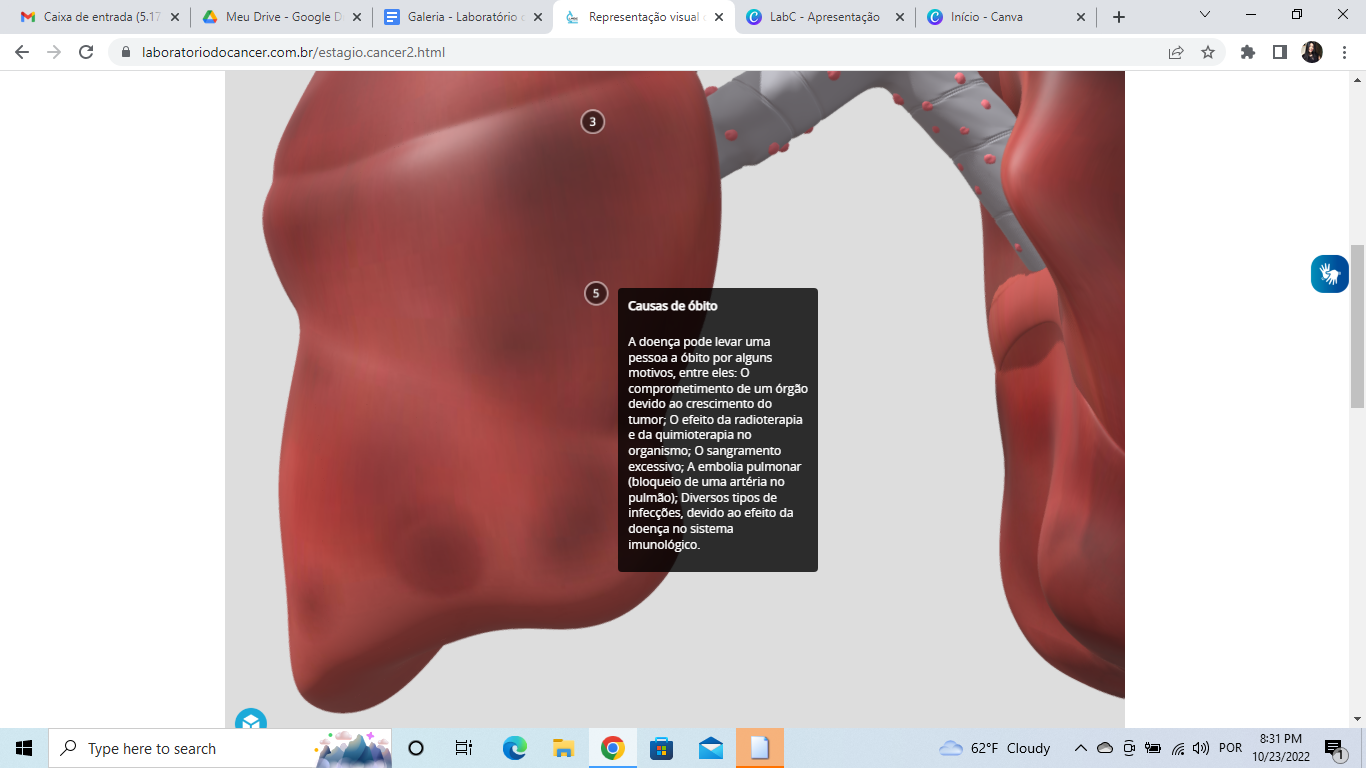 Caixa de entrada (5.17
Meu Drive - Google D
Galeria - Laboratório
Representação visual
LabC - Apresentação
Início - Canva
laboratoriodocancer.com.br/estagio.cancer2.html
3
5
Causas de óbito
A doença pode levar uma
pessoa a óbito por alguns
motivos, entre eles: O
comprometimento de um órgão
devido ao crescimento do
tumor; O efeito da radioterapia
e da quimioterapia no
organismo; O sangramento
excessivo; A embolia pulmonar
(bloqueio de uma artéria no
pulmão); Diversos tipos de
infecções, devido ao efeito da
doença no sistema
imunológico.
Type here to search
62°F Cloudy
POR
8:31 PM
10/23/2022
1